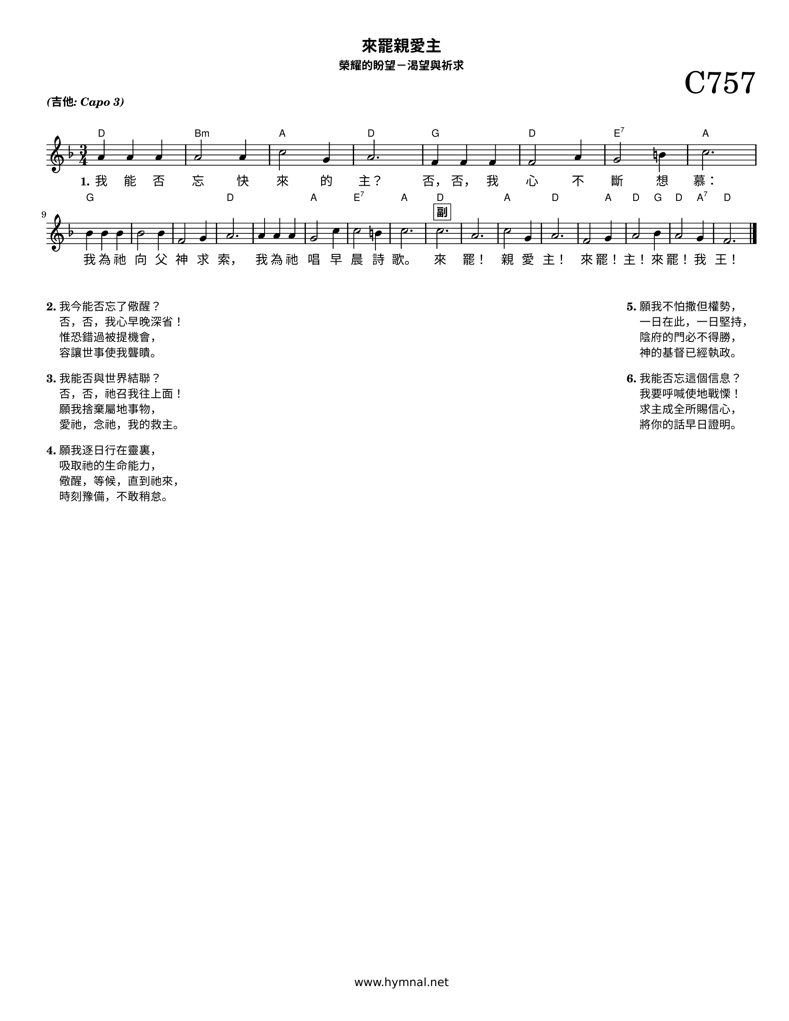 來罷親愛主
榮耀的盼望－渴望與祈求
C757
(吉他: Capo 3)
D Bm A D G D E7 A
3 4
1. 我 能 否 忘 快 來 的 主？ 否，否，我 心 不 斷 想 慕：
G D A E7 A D A D A D G D A7 D
副
9
我 為 祂 向 父 神 求 索， 我 為 祂 唱 早 晨 詩 歌。 來 罷！ 親 愛 主！ 來 罷！主！來 罷！我 王！
2. 我今能否忘了儆醒？
否，否，我心早晚深省！
惟恐錯過被提機會，
容讓世事使我聾瞶。
3. 我能否與世界結聯？
否，否，祂召我往上面！
願我捨棄屬地事物，
愛祂，念祂，我的救主。
4. 願我逐日行在靈裏，
吸取祂的生命能力，
儆醒，等候，直到祂來，
時刻豫備，不敢稍怠。
5. 願我不怕撒但權勢，
一日在此，一日堅持，
陰府的門必不得勝，
神的基督已經執政。
6. 我能否忘這個信息？
我要呼喊使地戰慄！
求主成全所賜信心，
將你的話早日證明。
www.hymnal.net